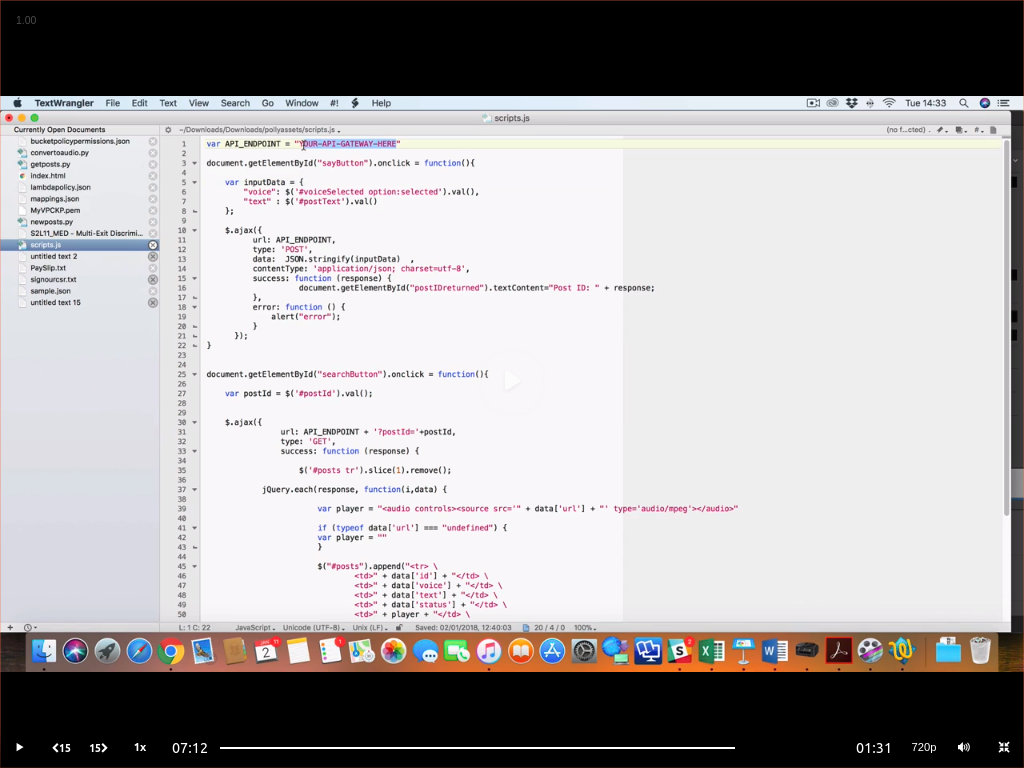 1.00
TextWrangler File Edit Text View Search Go Window #! Help Tue 14:33
scripts.js
Currently Open Documents ~/Downloads/Downloads/pollyassets/scripts.js (no f...cted)
bucketpolicypermissions.json
convertoaudio.py
getposts.py
index.html
lambdapolicy.json
mappings.json
MyVPCKP.pem
newposts.py
S2L11_MED - Multi-Exit Discrimi...
scripts.js
untitled text 2
PaySlip.txt
signourcsr.txt
sample.json
untitled text 15
1 var API_ENDPOINT = "YOUR-API-GATEWAY-HERE"
2
3 document.getElementById("sayButton").onclick = function(){
4
5 var inputData = {
6 "voice": $('#voiceSelected option:selected').val(),
7 "text" : $('#postText').val()
8 };
9
10 $.ajax({
11 url: API_ENDPOINT,
12 type: 'POST',
13 data: JSON.stringify(inputData) ,
14 contentType: 'application/json; charset=utf-8',
15 success: function (response) {
16 document.getElementById("postIDreturned").textContent="Post ID: " + response;
17 },
18 error: function () {
19 alert("error");
20 }
21 });
22 }
23
24
25 document.getElementById("searchButton").onclick = function(){
26
27 var postId = $('#postId').val();
28
29
30 $.ajax({
31 url: API_ENDPOINT + '?postId='+postId,
32 type: 'GET',
33 success: function (response) {
34
35 $('#posts tr').slice(1).remove();
36
37 jQuery.each(response, function(i,data) {
38
39 var player = "<audio controls><source src='" + data['url'] + "' type='audio/mpeg'></audio>"
40
41 if (typeof data['url'] === "undefined") {
42 var player = ""
43 }
44
45 $("#posts").append("<tr> \
46 <td>" + data['id'] + "</td> \
47 <td>" + data['voice'] + "</td> \
48 <td>" + data['text'] + "</td> \
49 <td>" + data['status'] + "</td> \
50 <td>" + player + "</td> \
L: 1 C: 22 JavaScript Unicode (UTF-8) Unix (LF) Saved: 02/01/2018, 12:40:03 20 / 4 / 0 100%
15 15 1x 07:12 01:31 720p